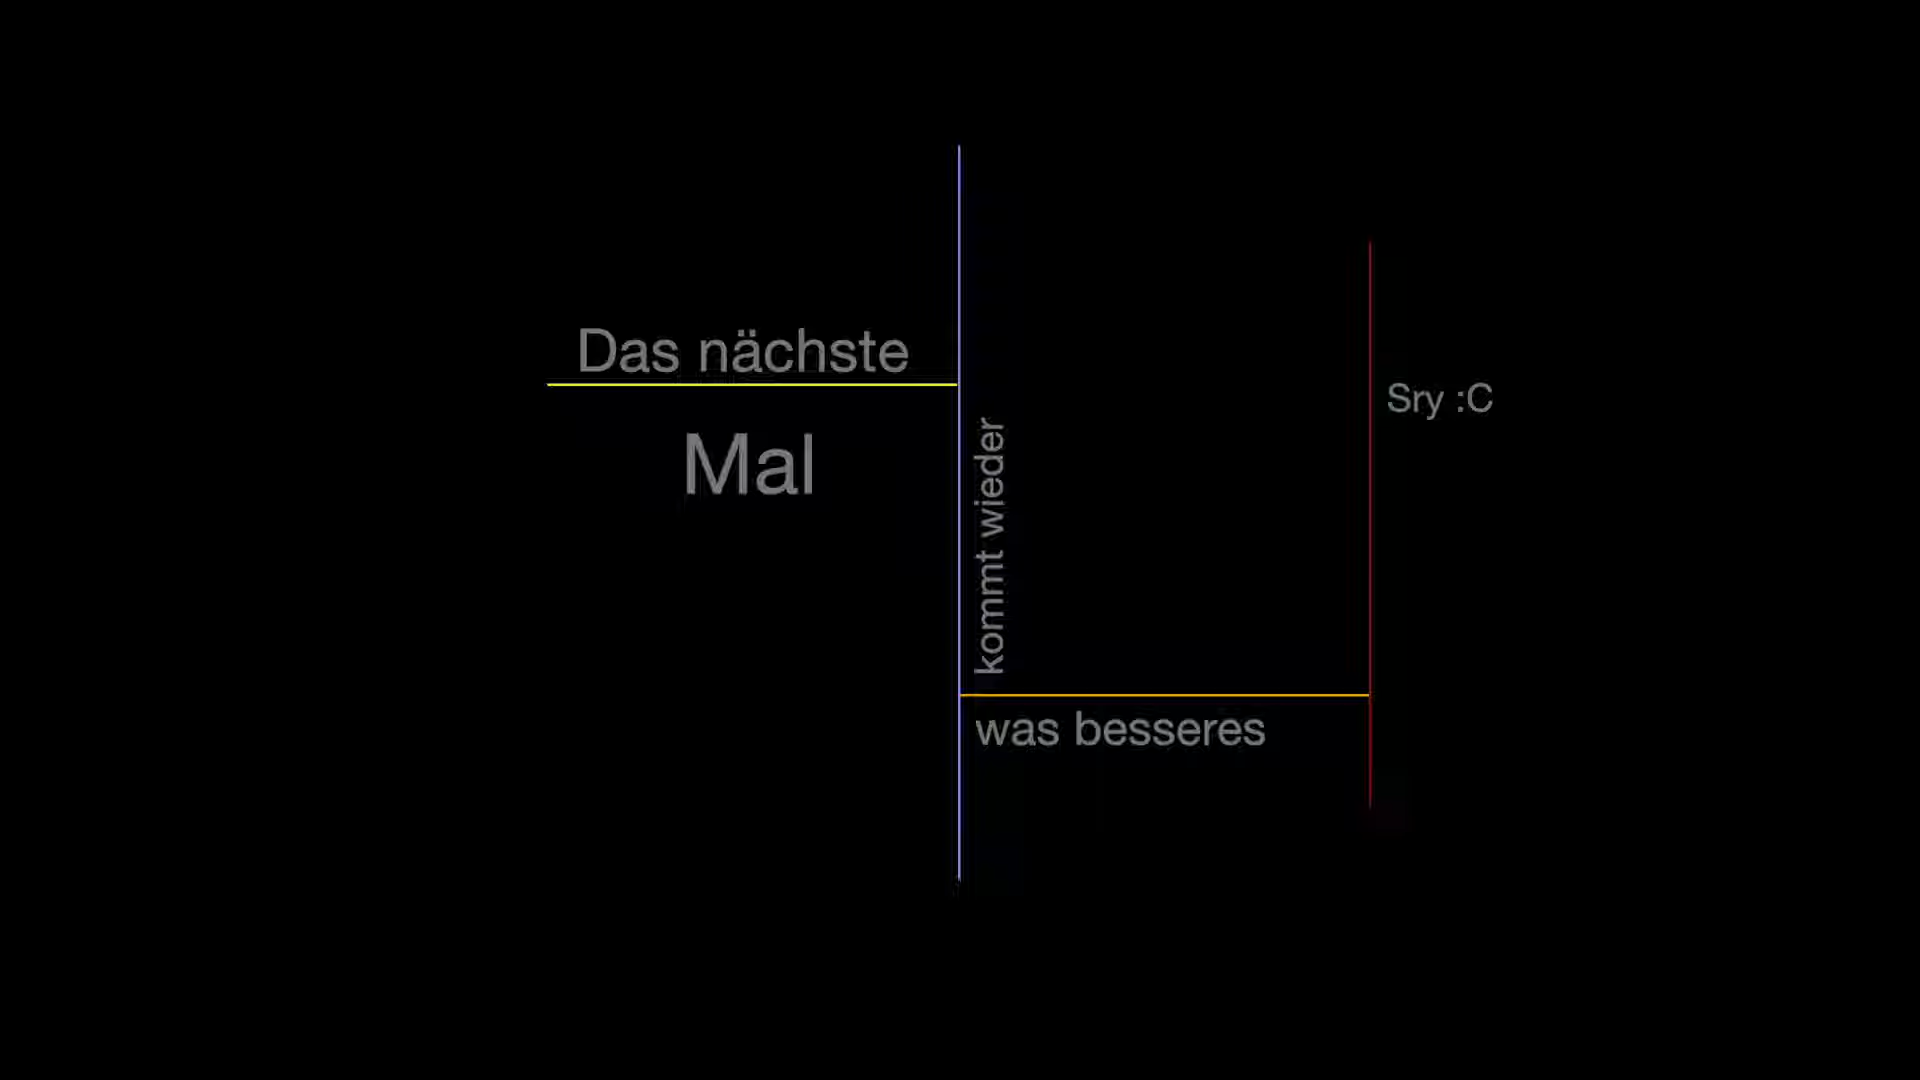 Das nächste
Mal
kommt wieder
was besseres
Sry :C